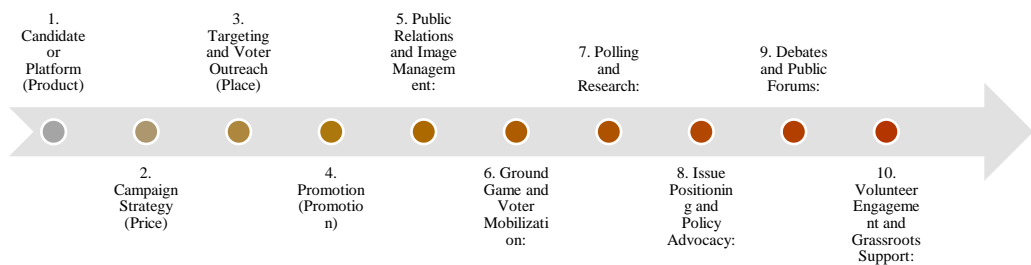 1.
Candidate
or
Platform
(Product)
2.
Campaign
Strategy
(Price)
3.
Targeting
and Voter
Outreach
(Place)
4.
Promotion
(Promotio
n)
5. Public
Relations
and Image
Managem
ent:
6. Ground
Game and
Voter
Mobilizati
on:
7. Polling
and
Research:
8. Issue
Positionin
g and
Policy
Advocacy:
9. Debates
and Public
Forums:
10.
Volunteer
Engageme
nt and
Grassroots
Support: